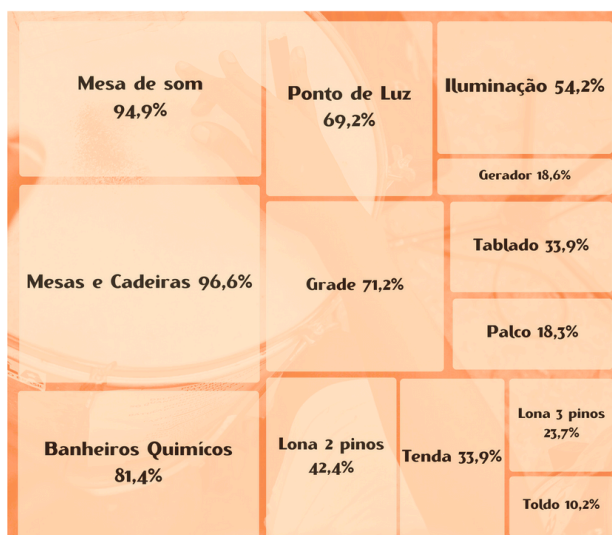 Mesa de som
94,9%
Ponto de Luz
69,2%
Iluminação 54,2%
Gerador 18,6%
Mesas e Cadeiras 96,6%
Grade 71,2%
Tablado 33,9%
Palco 18,3%
Banheiros Quimícos
81,4%
Lona 2 pinos
42,4%
Tenda 33,9%
Lona 3 pinos
23,7%
Toldo 10,2%